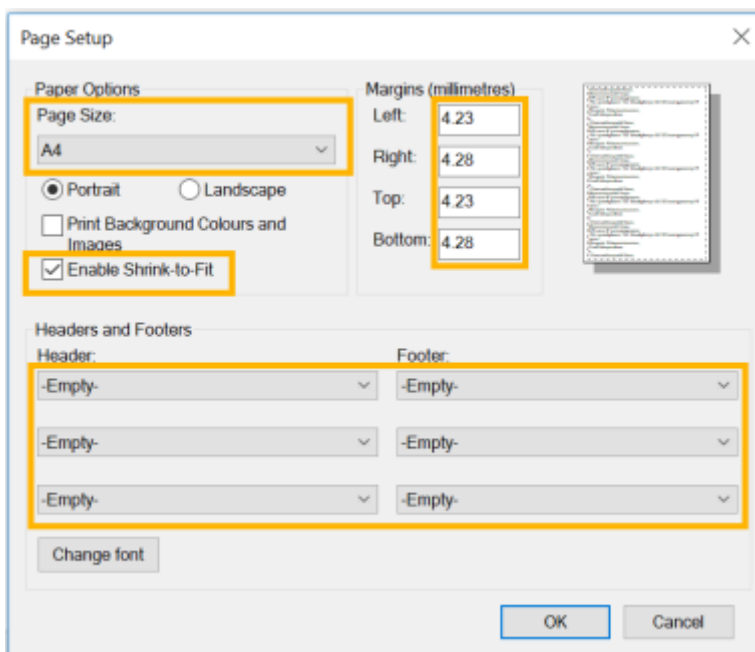 Page Setup
Paper Options
Page Size:
A4
Portrait
Landscape
Print Background Colours and
Images
Enable Shrink-to-Fit
Margins (millimetres)
Left:
4.23
Right:
4.28
Top:
4.23
Bottom:
4.28
Headers and Footers
Header:
Footer:
-Empty-
-Empty-
-Empty-
-Empty-
-Empty-
-Empty-
Change font
OK
Cancel